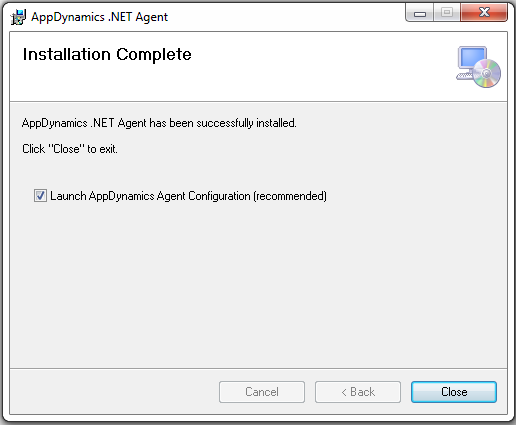 AppDynamics .NET Agent
Installation Complete
AppDynamics .NET Agent has been successfully installed.
Click "Close" to exit.
Launch AppDynamics Agent Configuration (recommended)
Cancel
< Back
Close